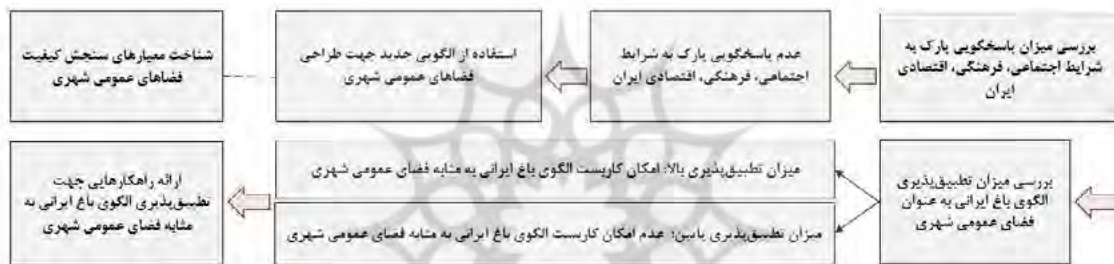 بررسی میزان پاسخگویی پارک به
شرایط اجتماعی، فرهنگی، اقتصادی
ایران
عدم پاسخگویی پارک به شرایط
اجتماعی، فرهنگی، اقتصادی ایران
استفاده از الگویی جدید جهت طراحی
فضاهای عمومی شهری
شناخت معیارهای سنجش کیفیت
فضاهای عمومی شهری
بررسی میزان تطبیق‌پذیری
الگوی باغ ایرانی به عنوان
فضای عمومی شهری
میزان تطبیق‌پذیری بالا: امکان کاربست الگوی باغ ایرانی به مثابه فضای عمومی شهری
میزان تطبیق‌پذیری پایین: عدم امکان کاربست الگوی باغ ایرانی به مثابه فضای عمومی شهری
ارائه راهکارهایی جهت
تطبیق‌پذیری الگوی باغ ایرانی به
مثابه فضای عمومی شهری